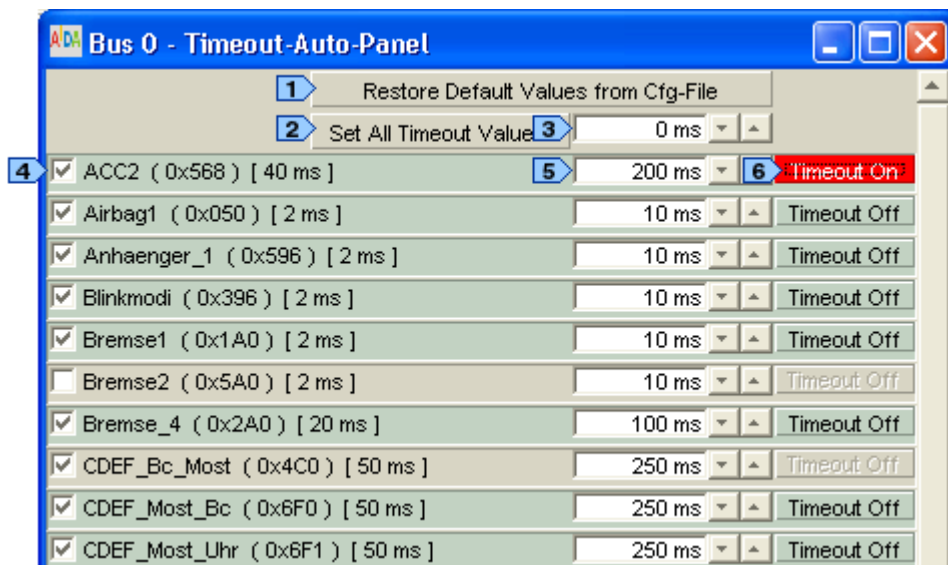 AIDA Bus 0 - Timeout-Auto-Panel
1 Restore Default Values from Cfg-File
2 Set All Timeout Value 3 0 ms
4 ACC2 ( 0x568 ) [ 40 ms ] 5 200 ms 6 Timeout On
Airbag1 ( 0x050 ) [ 2 ms ] 10 ms Timeout Off
Anhaenger_1 ( 0x596 ) [ 2 ms ] 10 ms Timeout Off
Blinkmodi ( 0x396 ) [ 2 ms ] 10 ms Timeout Off
Bremse1 ( 0x1A0 ) [ 2 ms ] 10 ms Timeout Off
Bremse2 ( 0x5A0 ) [ 2 ms ] 10 ms Timeout Off
Bremse_4 ( 0x2A0 ) [ 20 ms ] 100 ms Timeout Off
CDEF_Bc_Most ( 0x4C0 ) [ 50 ms ] 250 ms Timeout Off
CDEF_Most_Bc ( 0x6F0 ) [ 50 ms ] 250 ms Timeout Off
CDEF_Most_Uhr ( 0x6F1 ) [ 50 ms ] 250 ms Timeout Off